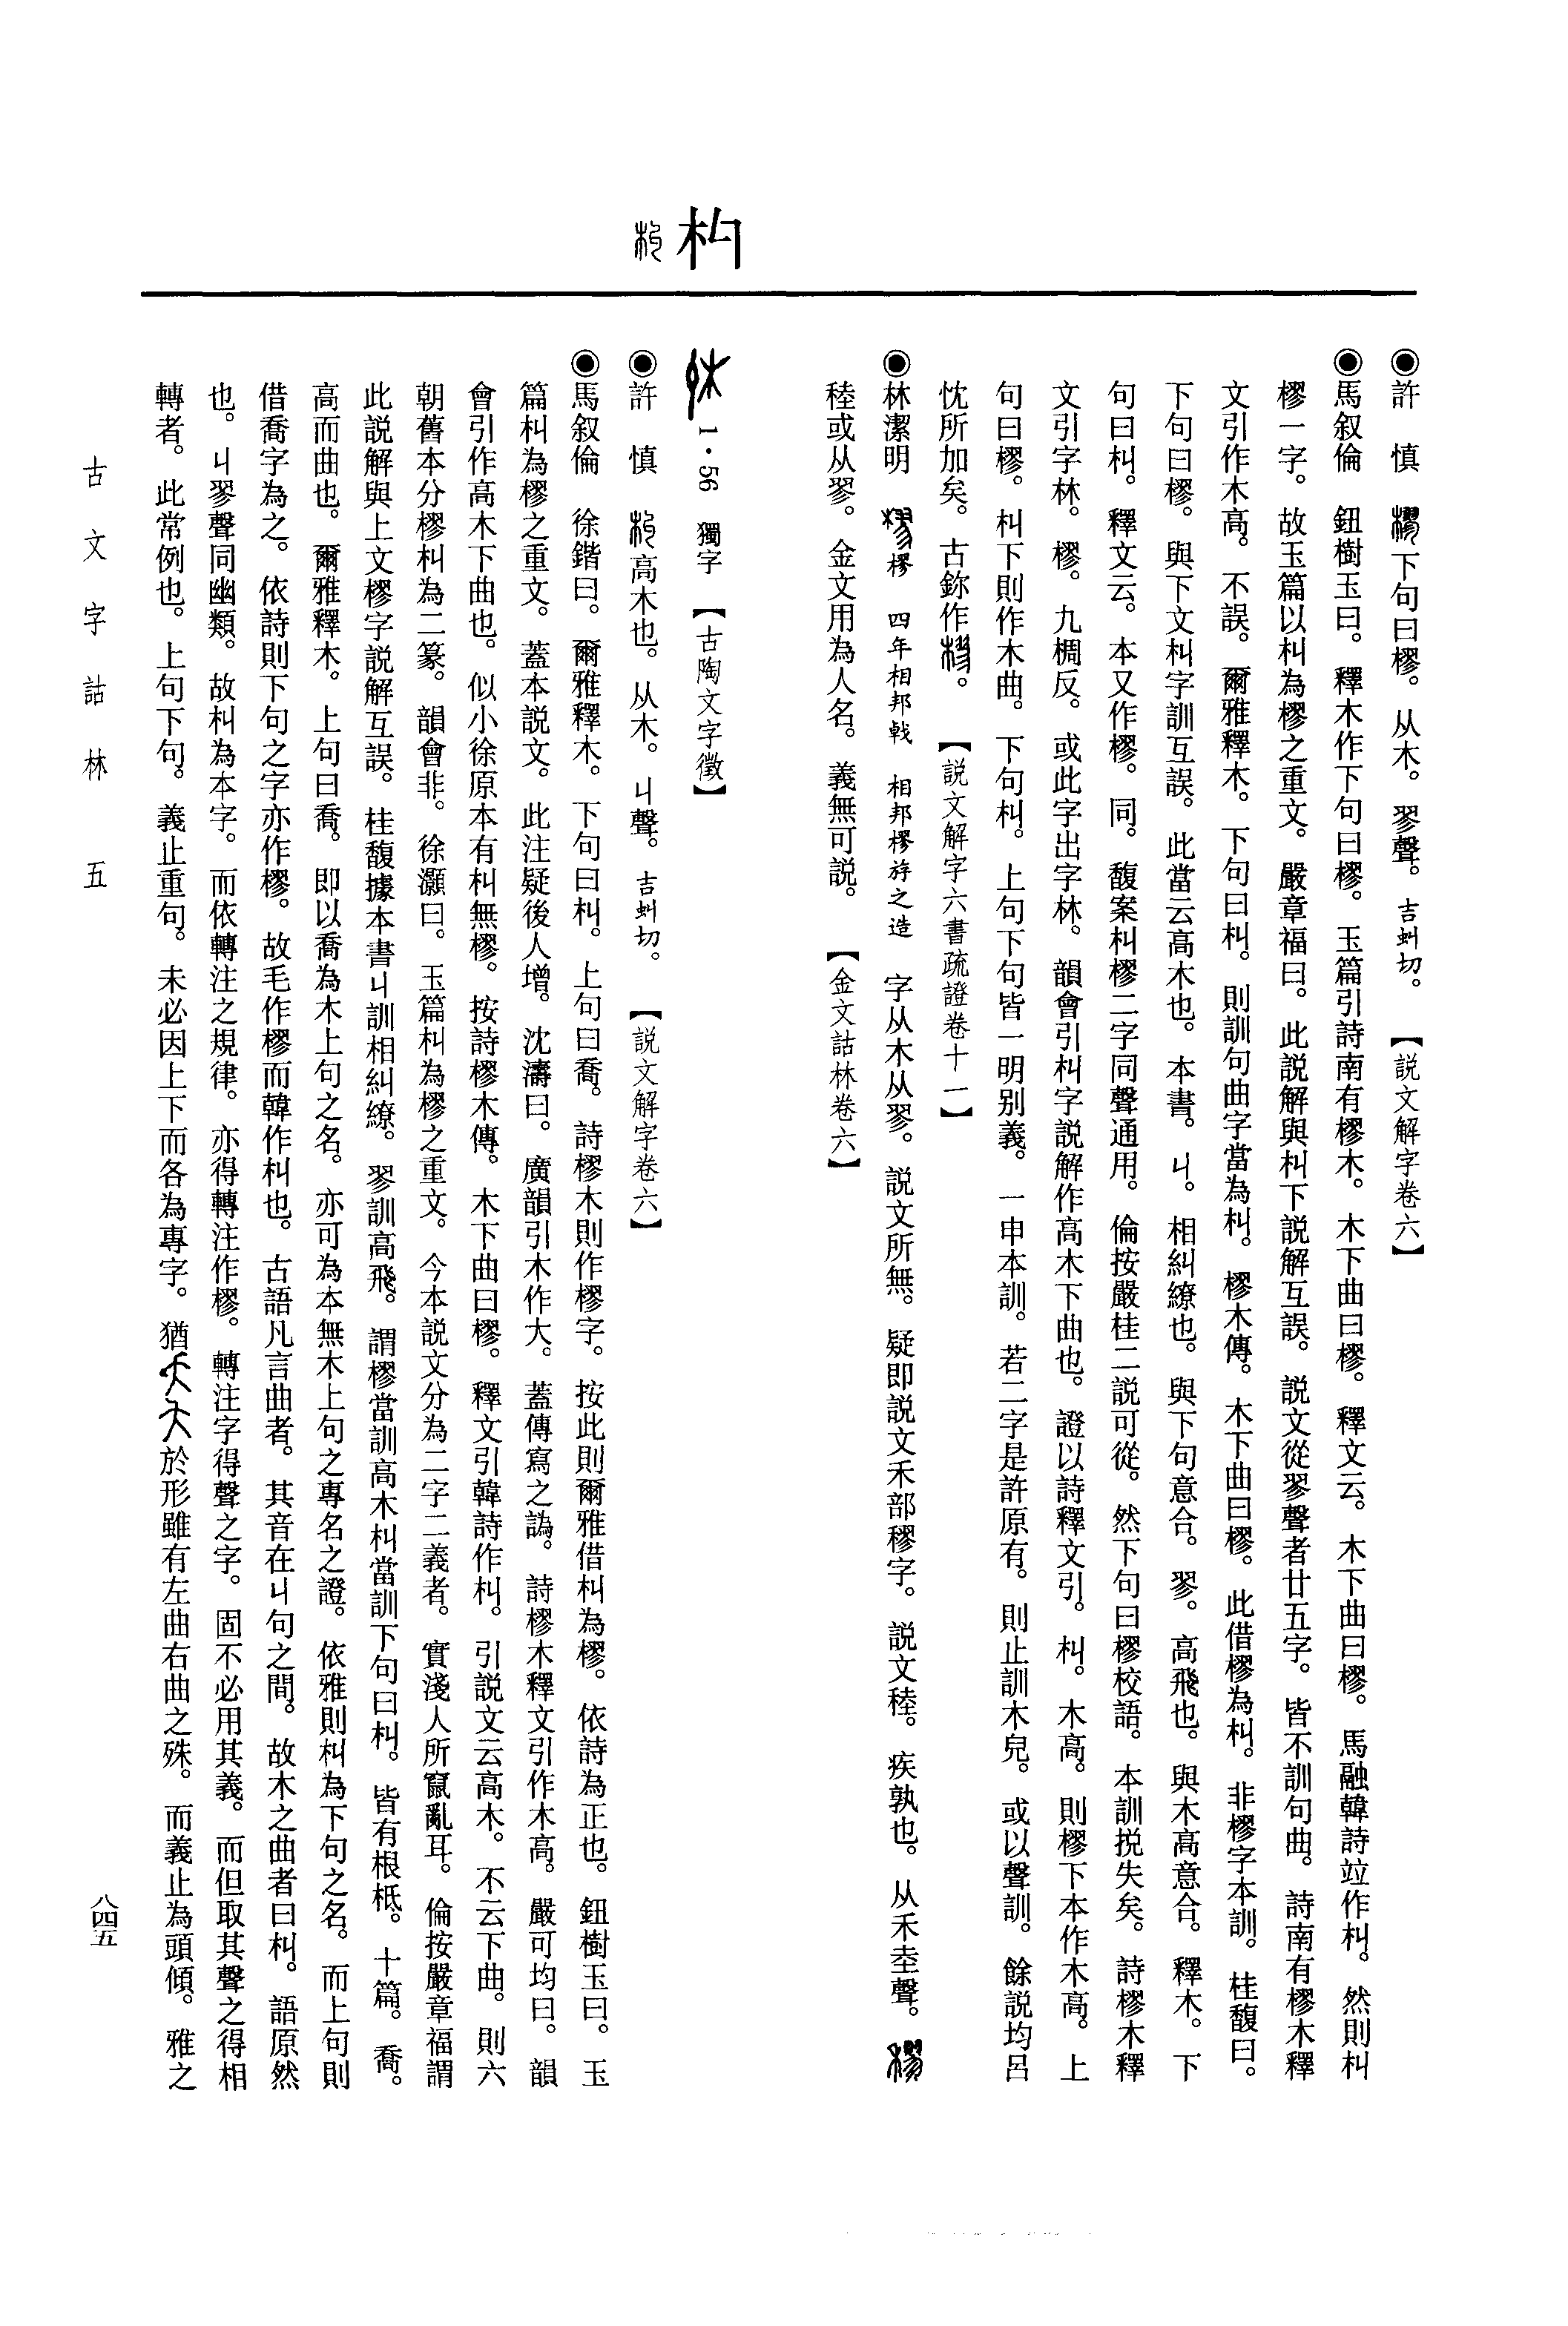 朻
◉許　慎　下句曰樛。从木。翏聲。吉虯切。【説文解字卷六】
◉馬叙倫　鈕樹玉曰。釋木作下句曰樛。玉篇引詩南有樛木。木下曲曰樛。釋文云。木下曲曰樛。馬融韓詩竝作朻。然則朻
樛一字。故玉篇以朻為樛之重文。嚴章福曰。此説解與朻下説解互誤。説文從翏聲者廿五字。皆不訓句曲。詩南有樛木釋
文引作木高。不誤。爾雅釋木。下句曰朻。則訓句曲字當為朻。樛木傳。木下曲曰樛。此借樛為朻。非樛字本訓。桂馥曰。
下句曰樛。與下文朻字訓互誤。此當云高木也。本書。丩。相糾繚也。與下句意合。翏。高飛也。與木高意合。釋木。下
句曰朻。釋文云。本又作樛。同。馥案朻樛二字同聲通用。倫按嚴桂二説可從。然下句曰樛校語。本訓挩失矣。詩樛木釋
文引字林。樛。九稠反。或此字出字林。韻會引朻字説解作高木下曲也。證以詩釋文引。朻。木高。則樛下本作木高。上
句曰樛。朻下則作木曲。下句朻。上句下句皆一明别義。一申本訓。若二字是許原有。則止訓木皃。或以聲訓。餘説均吕
忱所加矣。古鉨作。【説文解字六書疏證卷十一】
◉林潔明　樛　四年相邦戟　相邦樛斿之造　字从木从翏。説文所無。疑即説文禾部穋字。説文稑。疾孰也。从禾坴聲。
稑或从翏。金文用為人名。義無可説。【金文詁林卷六】
1・56　獨字　【古陶文字徵】
◉許　慎　高木也。从木。丩聲。吉虯切。【説文解字卷六】
◉馬叙倫　徐鍇曰。爾雅釋木。下句曰朻。上句曰喬。詩樛木則作樛字。按此則爾雅借朻為樛。依詩為正也。鈕樹玉曰。玉
篇朻為樛之重文。蓋本説文。此注疑後人增。沈濤曰。廣韻引木作大。蓋傳寫之譌。詩樛木釋文引作木高。嚴可均曰。韻
會引作高木下曲也。似小徐原本有朻無樛。按詩樛木傳。木下曲曰樛。釋文引韓詩作朻。引説文云高木。不云下曲。則六
朝舊本分樛朻為二篆。韻會非。徐灝曰。玉篇朻為樛之重文。今本説文分為二字二義者。實淺人所竄亂耳。倫按嚴章福謂
此説解與上文樛字説解互誤。桂馥據本書丩訓相糾繚。翏訓高飛。謂樛當訓高木朻當訓下句曰朻。皆有根柢。十篇。喬。
高而曲也。爾雅釋木。上句曰喬。即以喬為木上句之名。亦可為本無木上句之專名之證。依雅則朻為下句之名。而上句則
借喬字為之。依詩則下句之字亦作樛。故毛作樛而韓作朻也。古語凡言曲者。其音在丩句之間。故木之曲者曰朻。語原然
也。丩翏聲同幽類。故朻為本字。而依轉注之規律。亦得轉注作樛。轉注字得聲之字。固不必用其義。而但取其聲之得相
轉者。此常例也。上句下句。義止重句。未必因上下而各為專字。猶於形雖有左曲右曲之殊。而義止為頭傾。雅之
古文字詁林　五
八四五